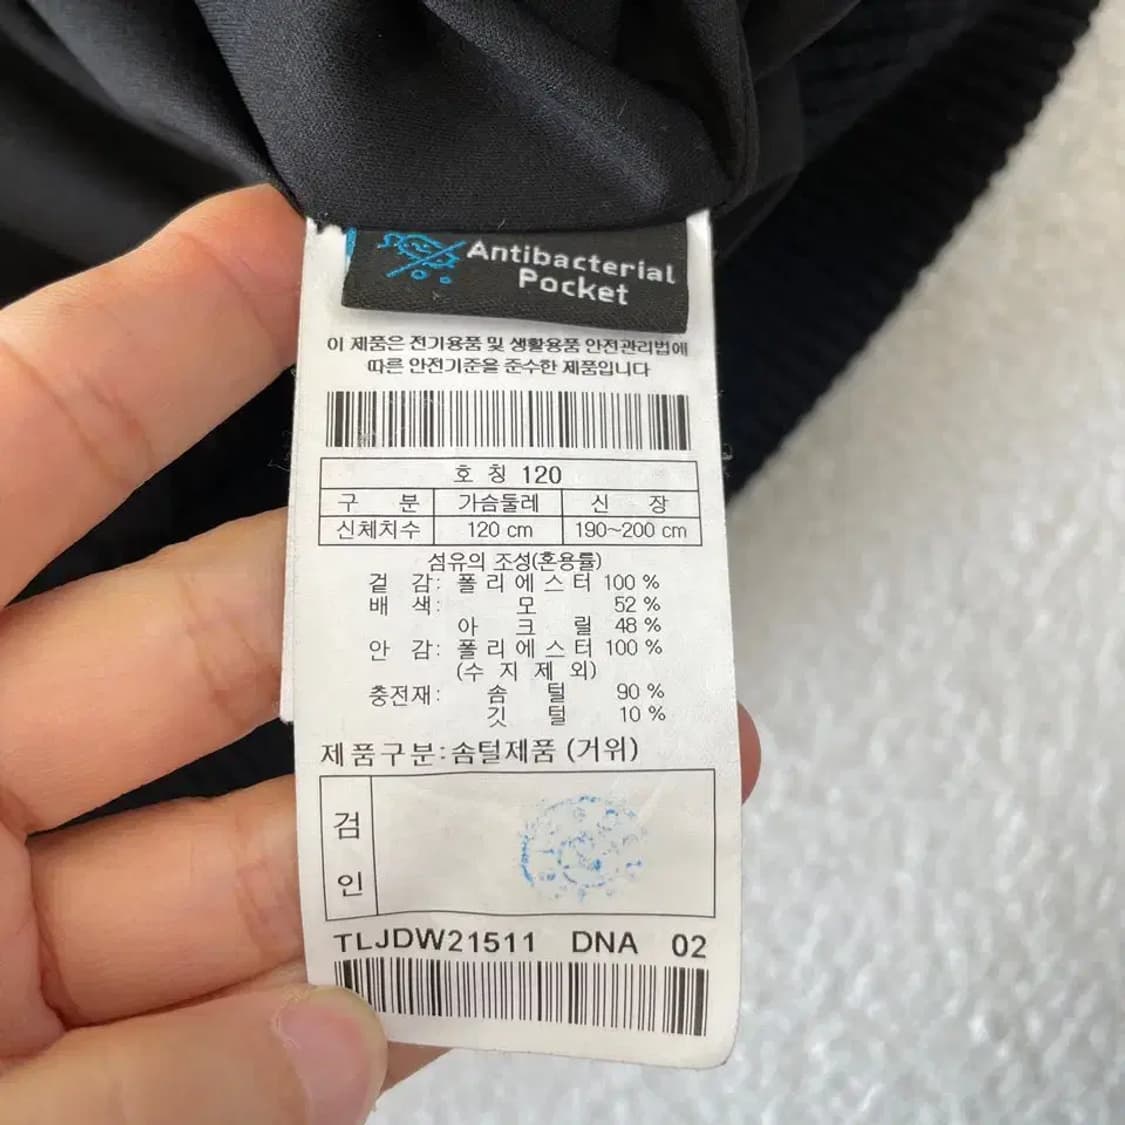 Antibacterial
Pocket
이 제품은 전기용품 및 생활용품 안전관리법에
따른 안전기준을 준수한 제품입니다
호 칭 120
구 분 가슴둘레 신 장
신체치수 120 cm 190~200 cm
섬유의 조성(혼용률)
겉 감: 폴 리 에 스 터 100 %
배 색: 모 52 %
아 크 릴 48 %
안 감: 폴 리 에 스 터 100 %
(수 지 제 외)
충전재: 솜 털 90 %
깃 털 10 %
제품구분:솜털제품 (거위)
검
인
TLJDW21511 DNA 02